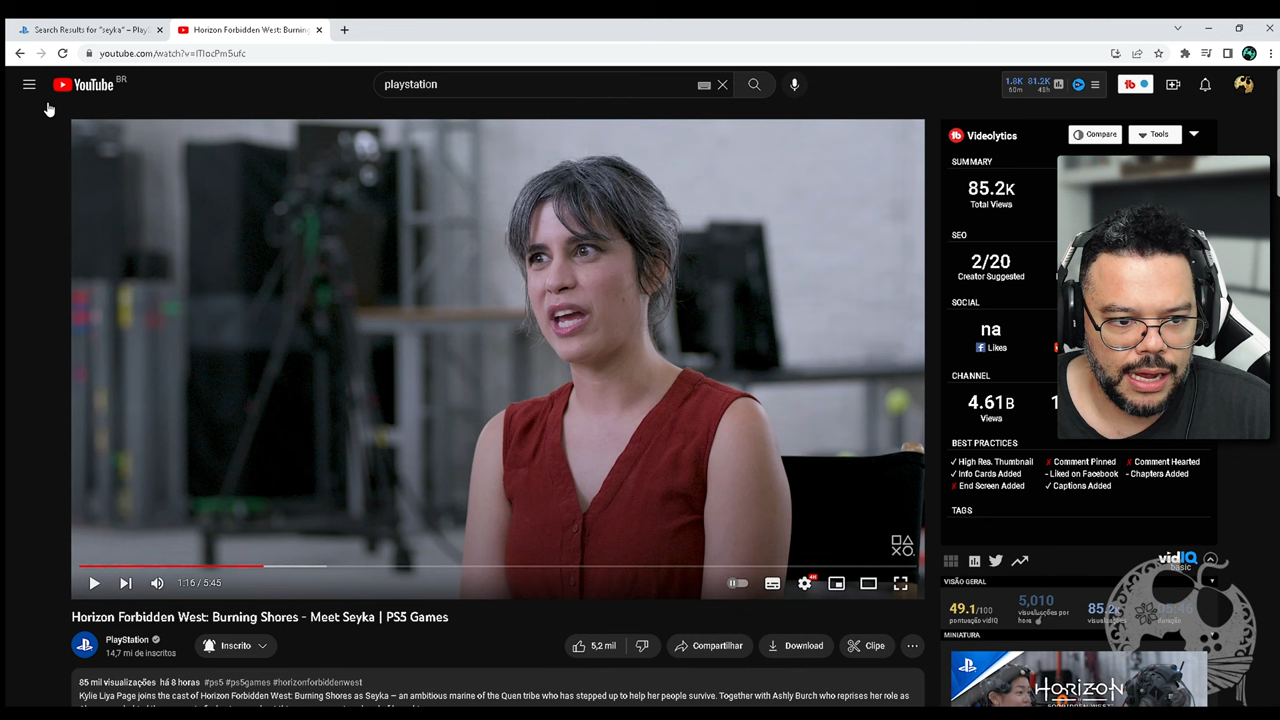 Search Results for "seyka" – PlayS
Horizon Forbidden West: Burning
youtube.com/watch?v=
YouTube BR
playstation
1.8K 81.2K
60m 48h
Videolytics
Compare
Tools
SUMMARY
85.2K
Total Views
SEO
2/20
Creator Suggested
SOCIAL
na
Likes
CHANNEL
4.61B
Views
BEST PRACTICES
✓ High Res. Thumbnail ✗ Comment Pinned ✗ Comment Hearted
✓ Info Cards Added - Liked on Facebook - Chapters Added
✗ End Screen Added ✓ Captions Added
TAGS
1:16 / 5:45
Horizon Forbidden West: Burning Shores - Meet Seyka | PS5 Games
PlayStation
14,7 mi de inscritos
Inscrito
5,2 mil
Compartilhar
Download
Clipe
85 mil visualizações há 8 horas #ps5 #ps5games #horizonforbiddenwest
Kylie Liya Page joins the cast of Horizon Forbidden West: Burning Shores as Seyka – an ambitious marine of the Quen tribe who has stepped up to help her people survive. Together with Ashly Burch who reprises her role as
vidIQ
basic
VISÃO GERAL
49.1/100
pontuação vidIQ
5,010
visualizações por
hora
85.2
duração
MINIATURA
HORIZON